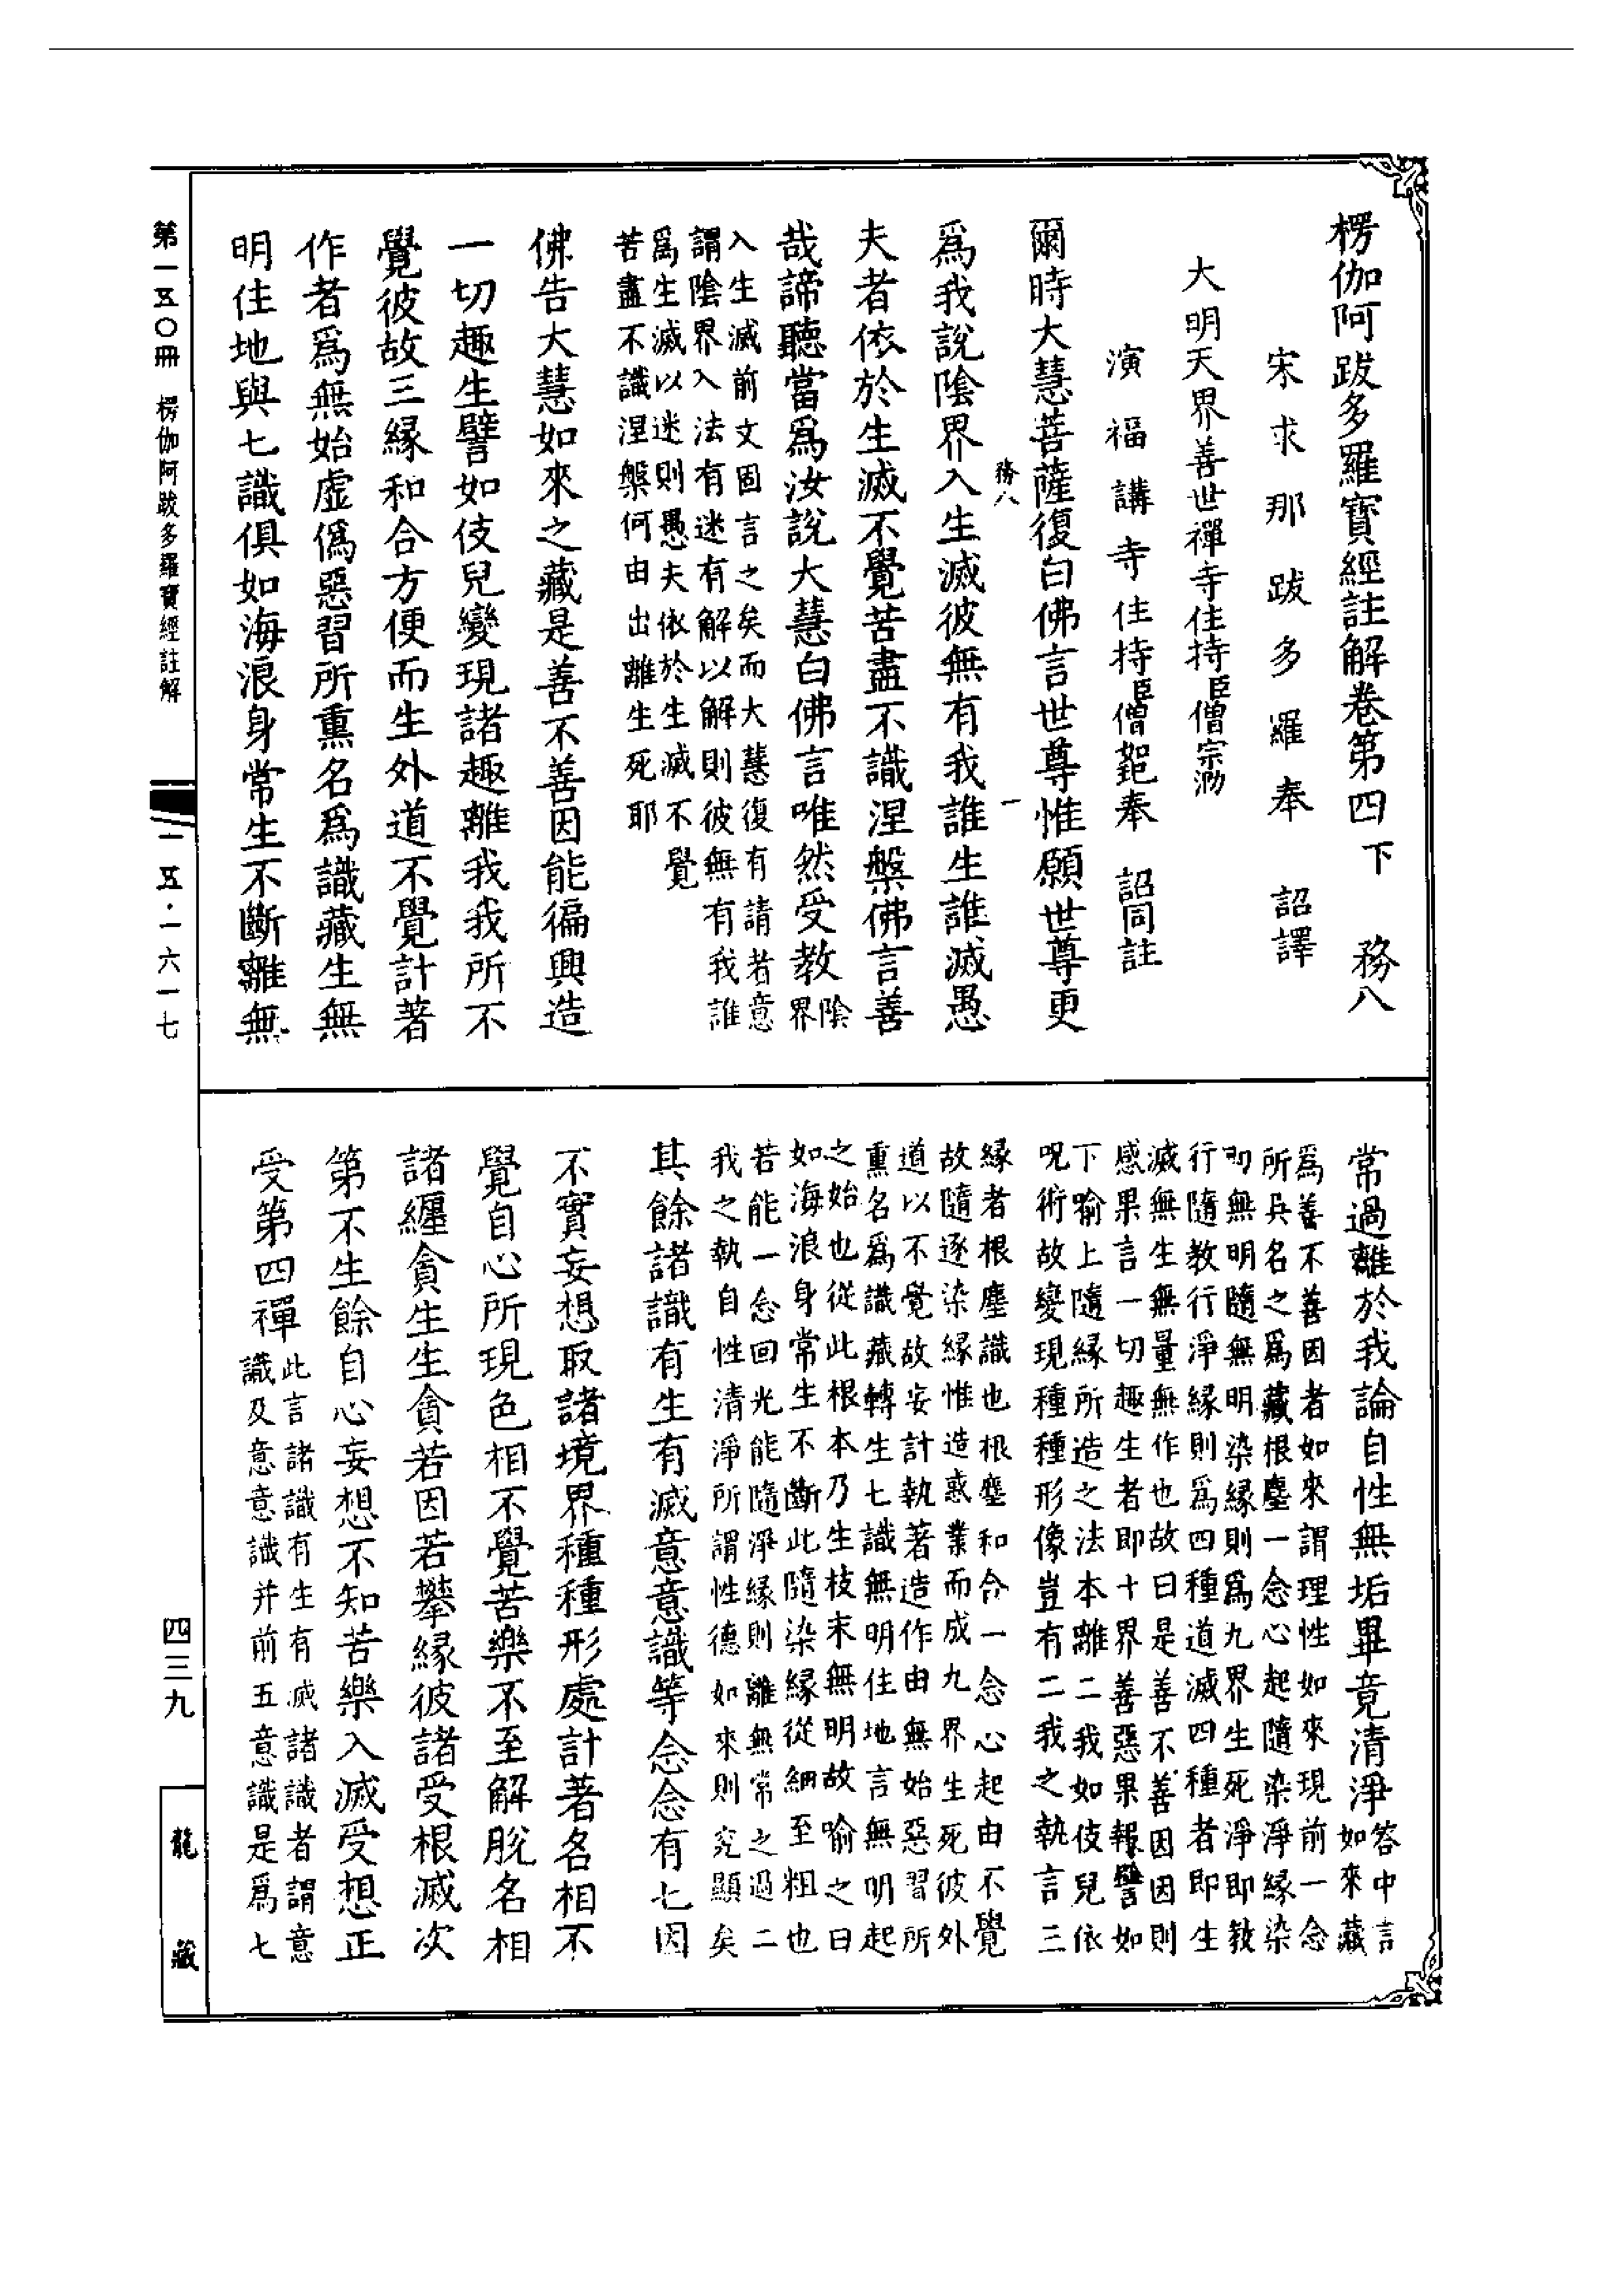 楞伽阿跋多羅寶經註解卷第四下　務八
宋求那跋多羅奉　詔譯
大明天界善世禪寺住持臣僧宗泐
演福講寺住持臣僧䇓奉　詔同註
爾時大慧菩薩復白佛言世尊惟願世尊更
務八　一
爲我說陰界入生滅彼無有我誰生誰滅愚
夫者依於生滅不覺苦盡不識涅槃佛言善
哉諦聽當爲汝說大慧白佛言唯然受教陰
界
入生滅前文固言之矣而大慧復有請者意
謂陰界入法有迷有解以解則彼無有我誰
爲生滅以迷則愚夫依於生滅不覺
苦盡不識涅槃何由出離生死耶
佛告大慧如來之藏是善不善因能徧興造
一切趣生譬如伎兒變現諸趣離我我所不
覺彼故三緣和合方便而生外道不覺計著
作者爲無始虛僞惡習所熏名爲識藏生無
明住地與七識俱如海浪身常生不斷離無
常過離於我論自性無垢畢竟清淨答中言
如來藏
爲善不善因者如來謂理性如來現前一念
所具名之爲藏根塵一念心起隨染淨緣染
即無明隨無明染緣則爲九界生死淨即教
行隨教行淨緣則爲四種道滅四種者即生
滅無生無量無作也故曰是善不善因因則
感果言一切趣生者即十界善惡果報譬如
下喻上隨緣所造之法本離二我如伎兒依
呪術故變現種種形像豈有二我之執言三
緣者根塵識也根塵和合一念心起由不覺
故隨逐染緣惟造惑業而成九界生死彼外
道以不覺故妄計執著造作由無始惡習所
熏名爲識藏轉生七識無明住地言無明起
之始也從此根本乃生枝末無明故喻之曰
如海浪身常生不斷此隨染緣從細至粗也
若能一念回光能隨淨緣則離無常之過二
我之執自性清淨所謂性德如來則究顯矣
其餘諸識有生有滅意意識等念念有七因
不實妄想取諸境界種種形處計著名相不
覺自心所現色相不覺苦樂不至解脫名相
諸纏貪生生貪若因若攀緣彼諸受根滅次
第不生餘自心妄想不知苦樂入滅受想正
受第四禪此言諸識有生有滅諸識者謂意
識及意意識并前五意識是爲七
第一五〇冊　楞伽阿跋多羅寶經註解
一五·一六一七
四三九
龍藏